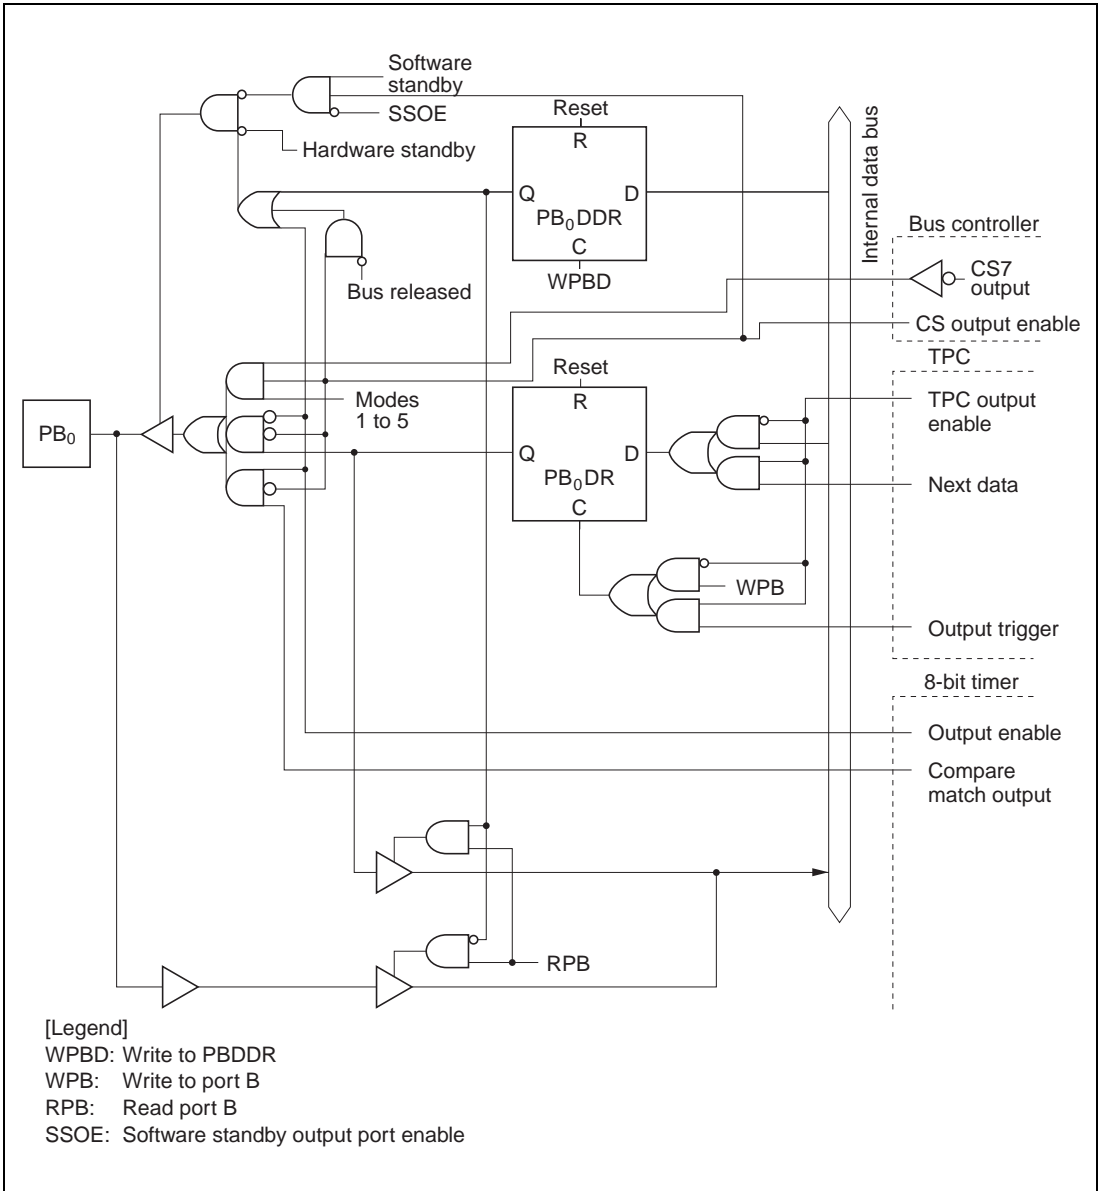 Software
standby
SSOE
Hardware standby
Reset
R
Q
D
PB0DDR
C
WPBD
Internal data bus
Bus controller
CS7
output
CS output enable
Bus released
TPC
Modes
1 to 5
Reset
R
Q
D
PB0DR
C
TPC output
enable
Next data
PB0
WPB
Output trigger
8-bit timer
Output enable
Compare
match output
RPB
[Legend]
WPBD: Write to PBDDR
WPB: Write to port B
RPB: Read port B
SSOE: Software standby output port enable